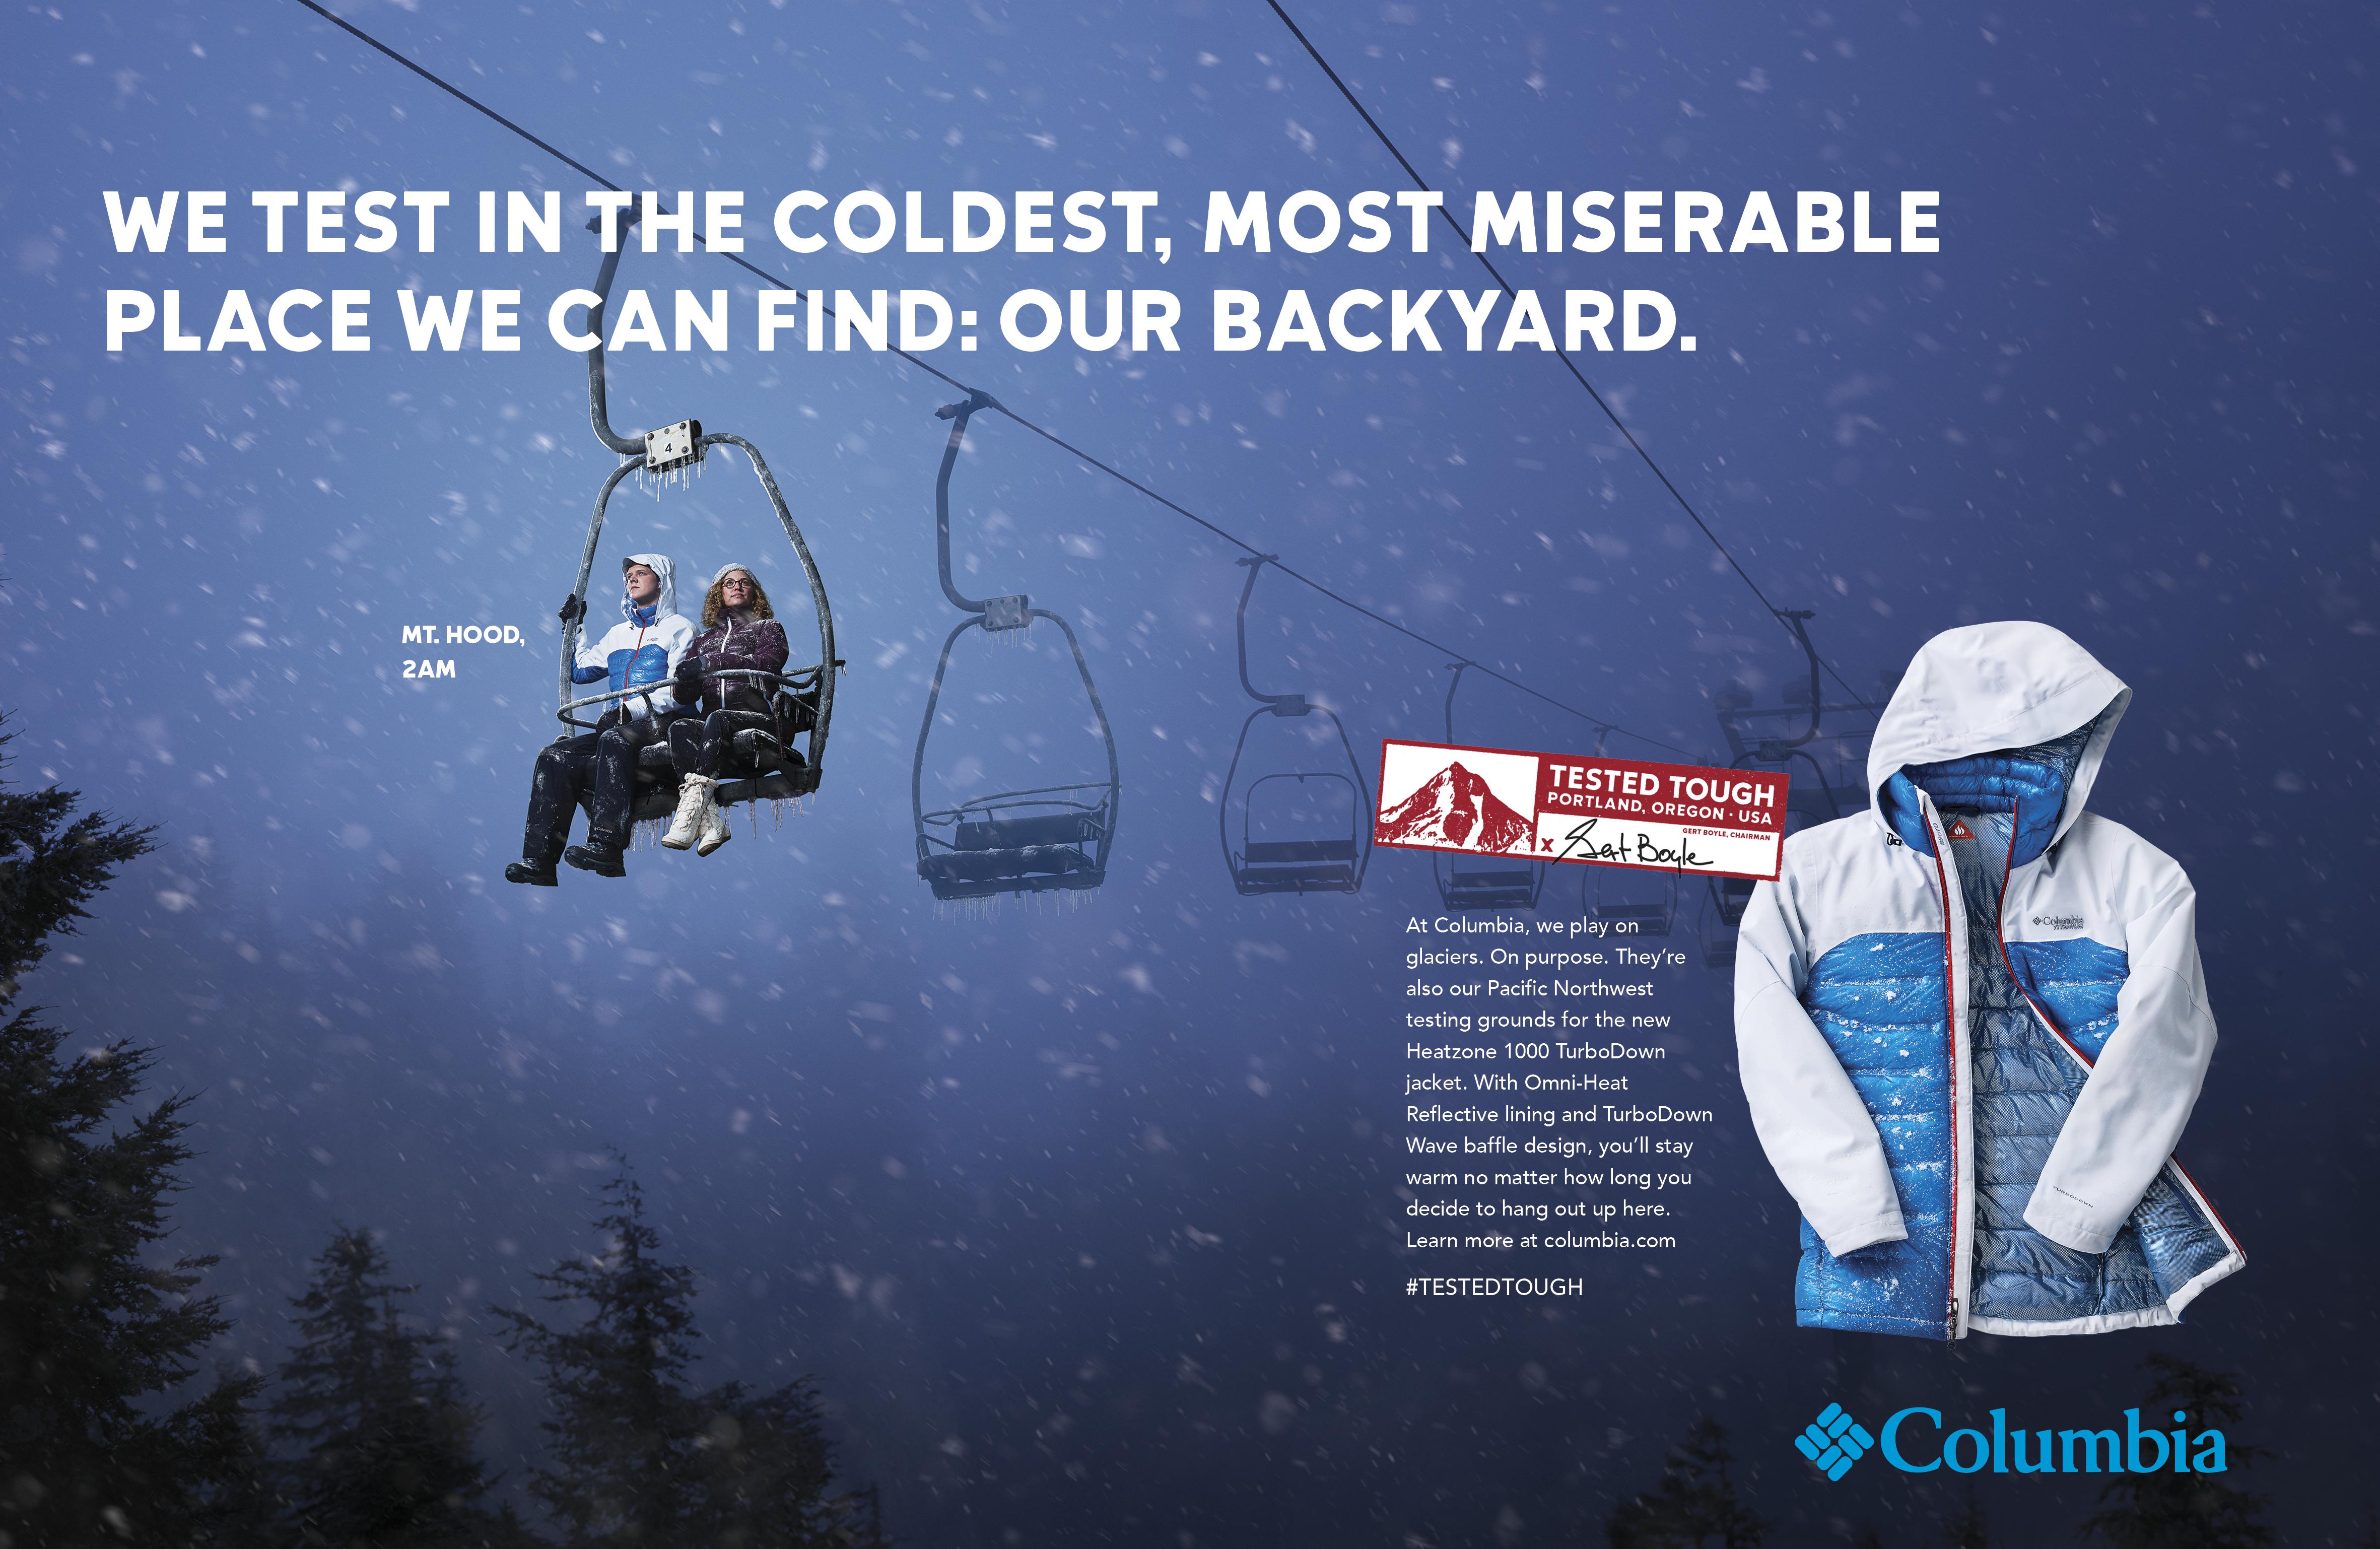 WE TEST IN THE COLDEST, MOST MISERABLE
PLACE WE CAN FIND: OUR BACKYARD.
4
MT. HOOD,
2AM
TESTED TOUGH
PORTLAND, OREGON · USA
GERT BOYLE, CHAIRMAN
x Gert Boyle
At Columbia, we play on
glaciers. On purpose. They're
also our Pacific Northwest
testing grounds for the new
Heatzone 1000 TurboDown
jacket. With Omni-Heat
Reflective lining and TurboDown
Wave baffle design, you'll stay
warm no matter how long you
decide to hang out up here.
Learn more at columbia.com
#TESTEDTOUGH
Columbia
TITANIUM
TURBODOWN
Columbia